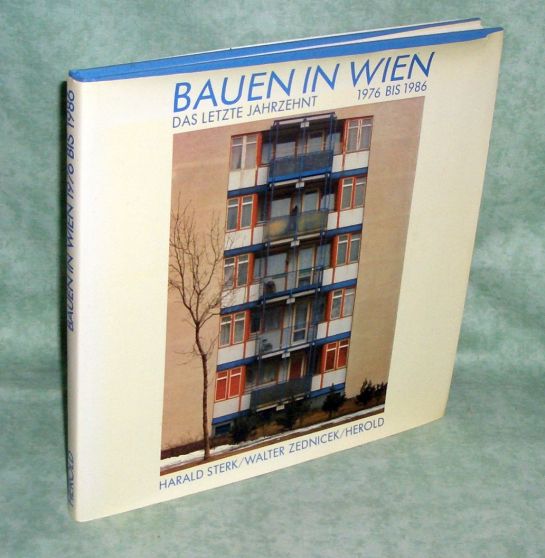 BAUEN IN WIEN
DAS LETZTE JAHRZEHNT 1976 BIS 1986
HARALD STERK/WALTER ZEDNICEK/HEROLD
BAUEN IN WIEN 1976 BIS 1986
HEROLD